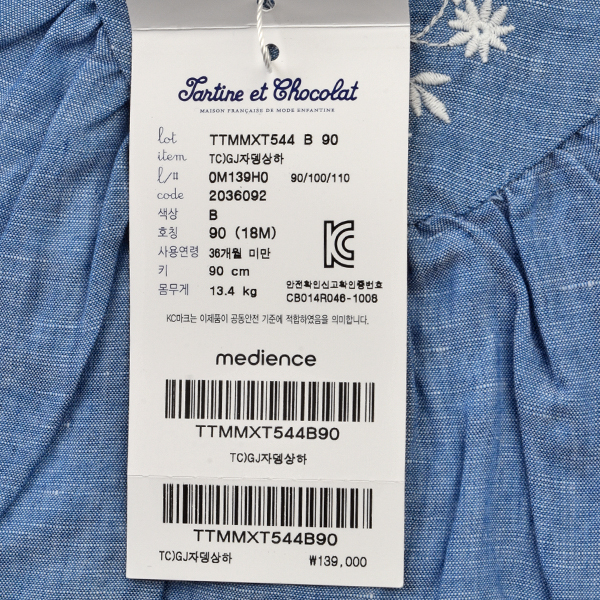 Tartine et Chocolat
MAISON FRANÇAISE DE MODE ENFANTINE
lot TTMMXT544 B 90
item TC)GJ자뎅상하
l/# 0M139H0 90/100/110
code 2036092
색상 B
호칭 90 (18M)
사용연령 36개월 미만
키 90 cm
몸무게 13.4 kg
안전확인신고확인증번호
CB014R046-1006
KC마크는 이제품이 공동안전 기준에 적합하였음을 의미합니다.
medience
TTMMXT544B90
TC)GJ자뎅상하
TTMMXT544B90
TC)GJ자뎅상하 ₩139,000